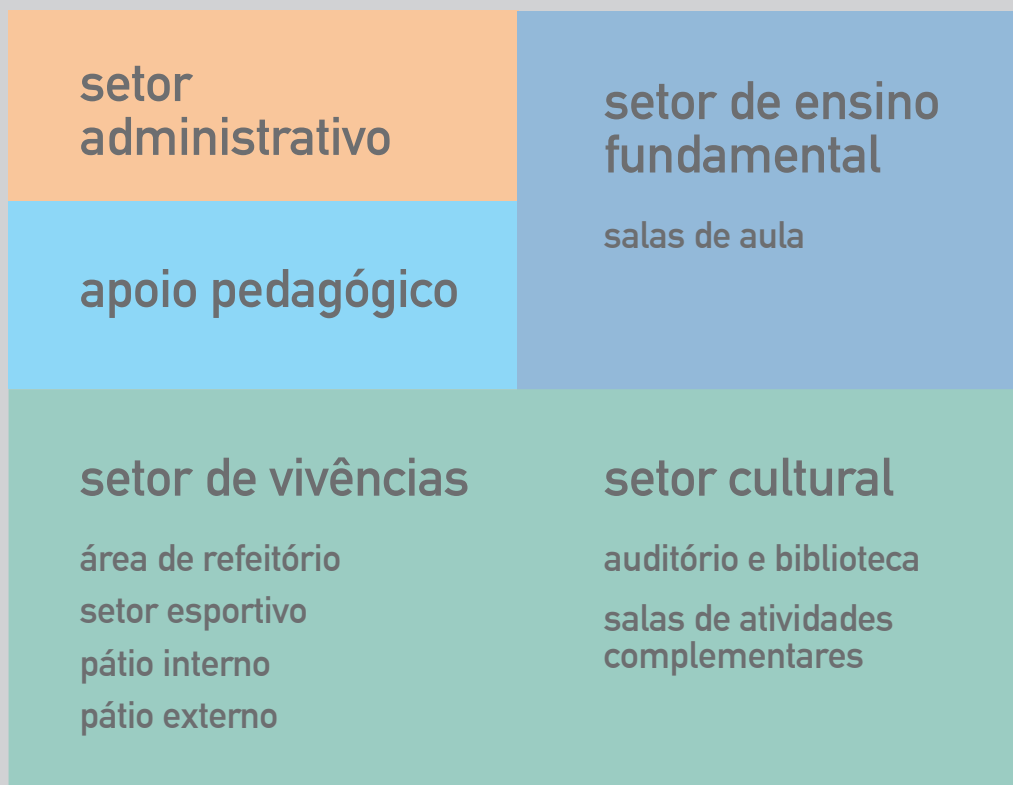 setor
administrativo
apoio pedagógico
setor de ensino
fundamental
salas de aula
setor de vivências
área de refeitório
setor esportivo
pátio interno
pátio externo
setor cultural
auditório e biblioteca
salas de atividades
complementares